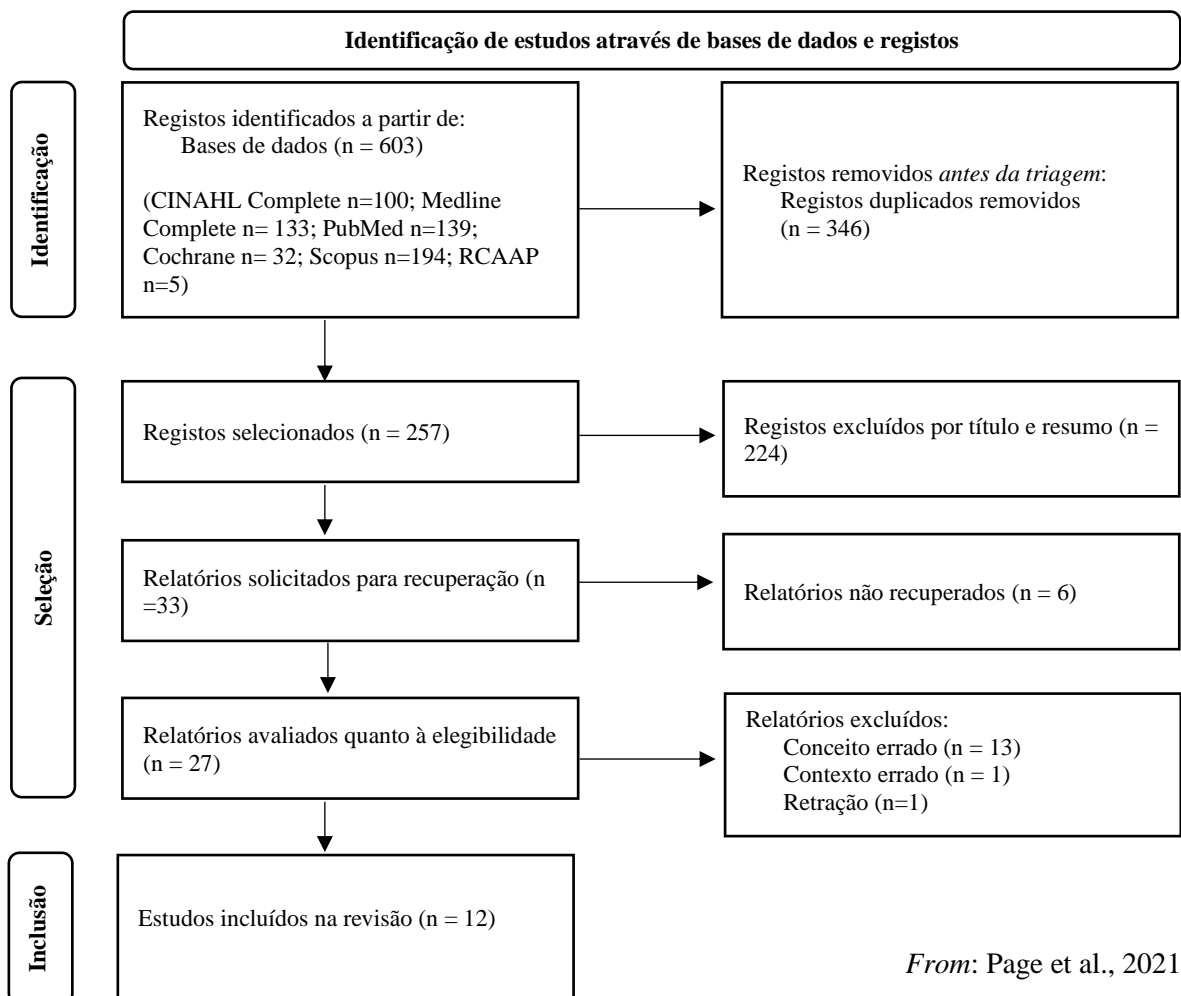 Identificação de estudos através de bases de dados e registos
Identificação
Registos identificados a partir de:
Bases de dados (n = 603)
(CINAHL Complete n=100; Medline
Complete n= 133; PubMed n=139;
Cochrane n= 32; Scopus n=194; RCAAP
n=5)
Registos removidos antes da triagem:
Registos duplicados removidos
(n = 346)
Seleção
Registos selecionados (n = 257)
Registos excluídos por título e resumo (n =
224)
Relatórios solicitados para recuperação (n
=33)
Relatórios não recuperados (n = 6)
Relatórios avaliados quanto à elegibilidade
(n = 27)
Relatórios excluídos:
Conceito errado (n = 13)
Contexto errado (n = 1)
Retração (n=1)
Inclusão
Estudos incluídos na revisão (n = 12)
From: Page et al., 2021